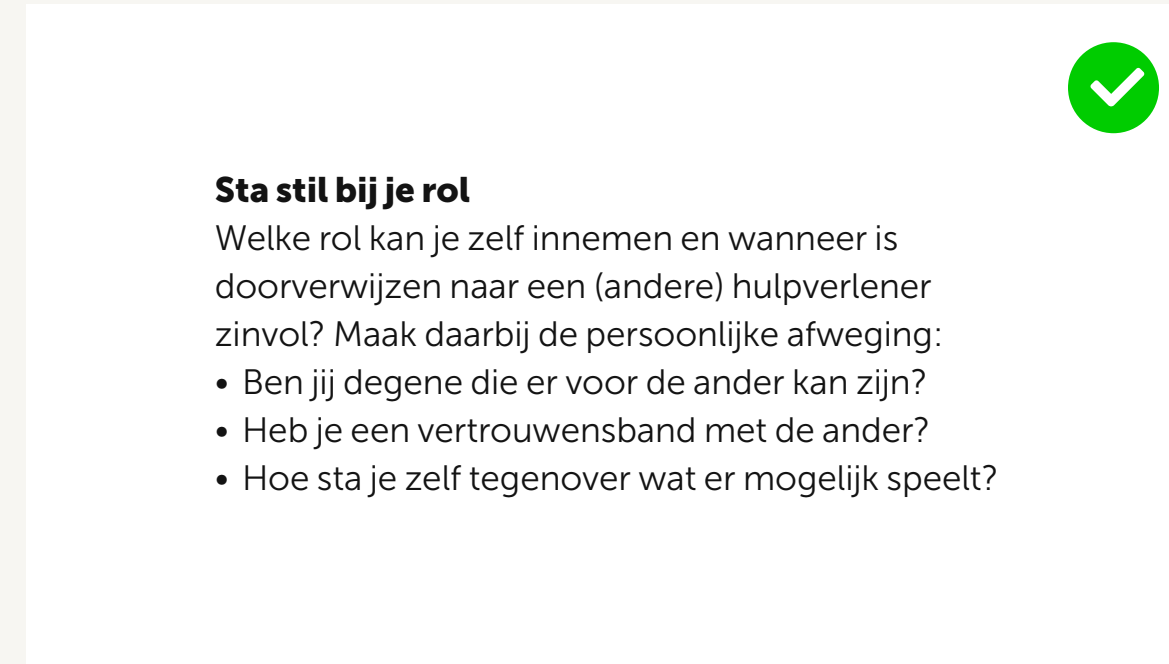 Sta stil bij je rol
Welke rol kan je zelf innemen en wanneer is
doorverwijzen naar een (andere) hulpverlener
zinvol? Maak daarbij de persoonlijke afweging:
• Ben jij degene die er voor de ander kan zijn?
• Heb je een vertrouwensband met de ander?
• Hoe sta je zelf tegenover wat er mogelijk speelt?